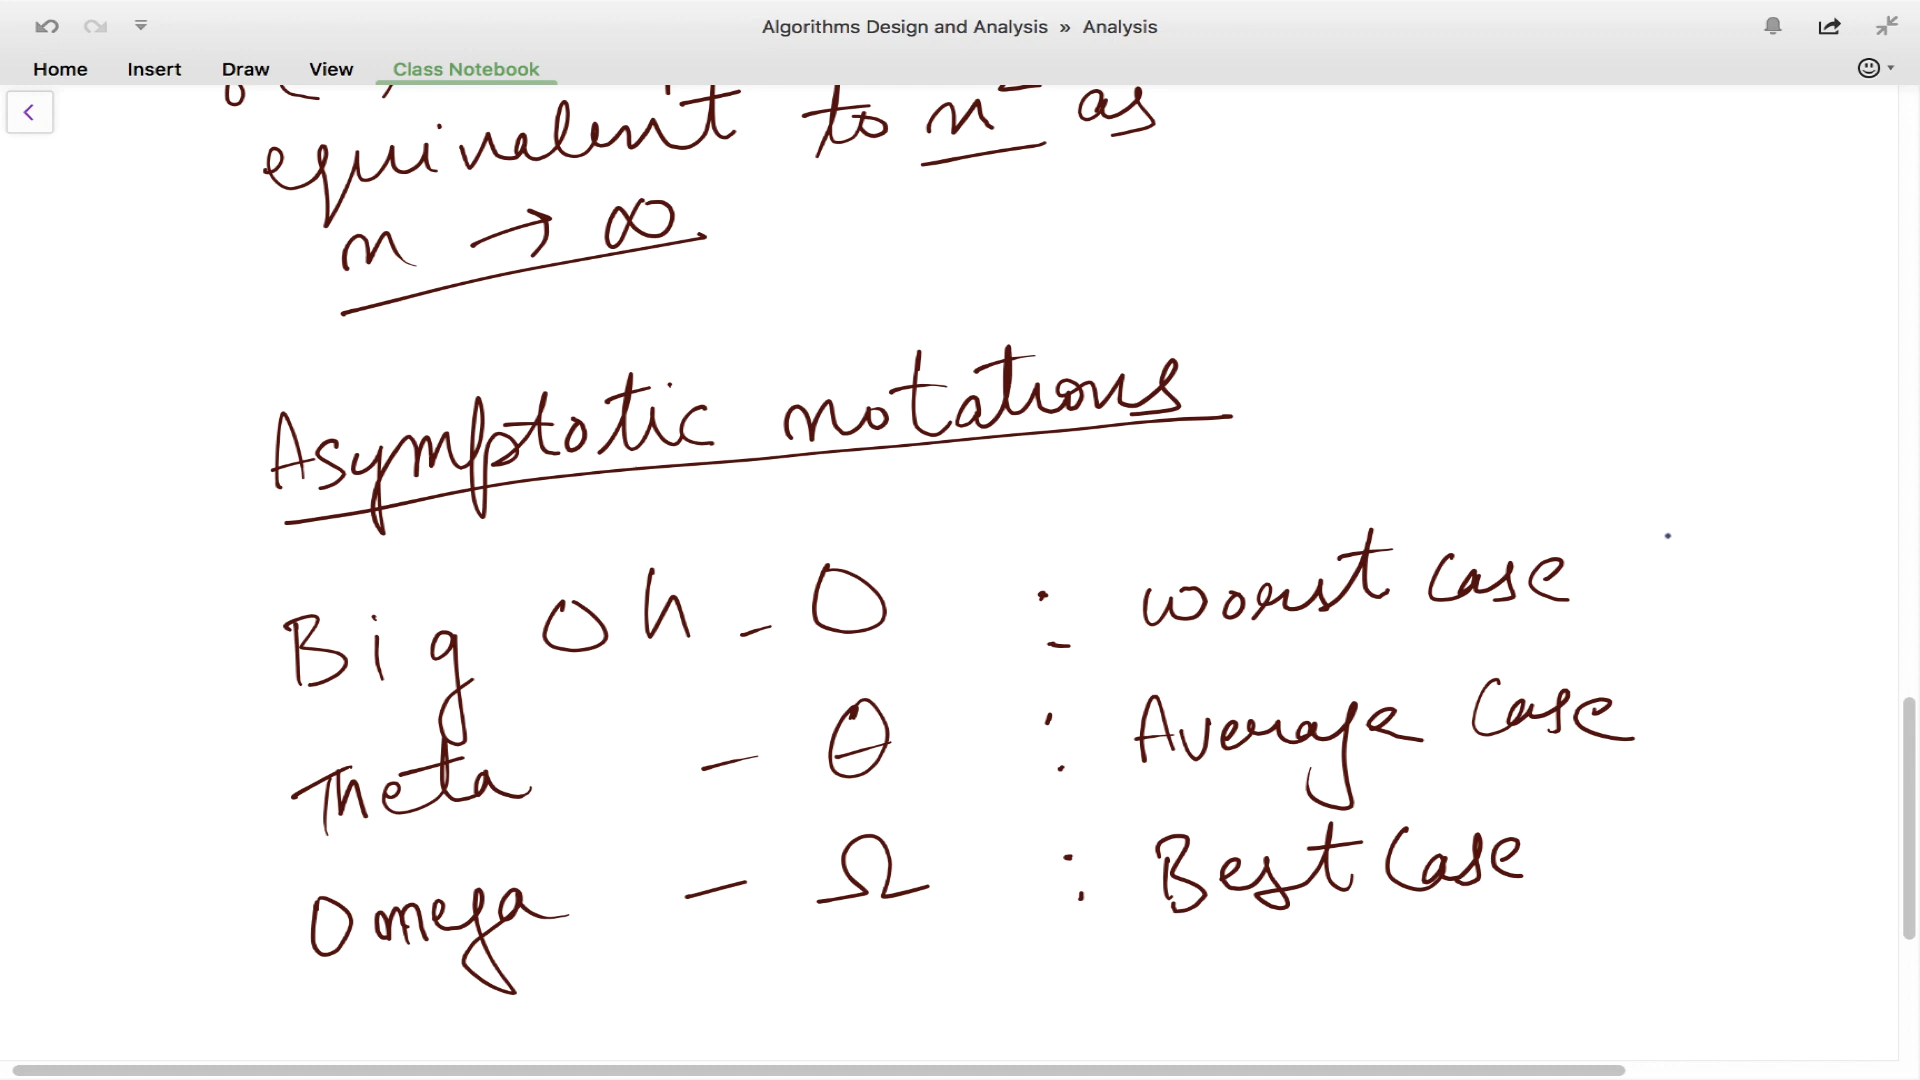 Algorithms Design and Analysis » Analysis
Home Insert Draw View Class Notebook
equivalent to n² as
n → ∞.
Asymptotic notations
Big Oh - O : worst case
Theta - θ : Average Case
Omega - Ω : Best Case